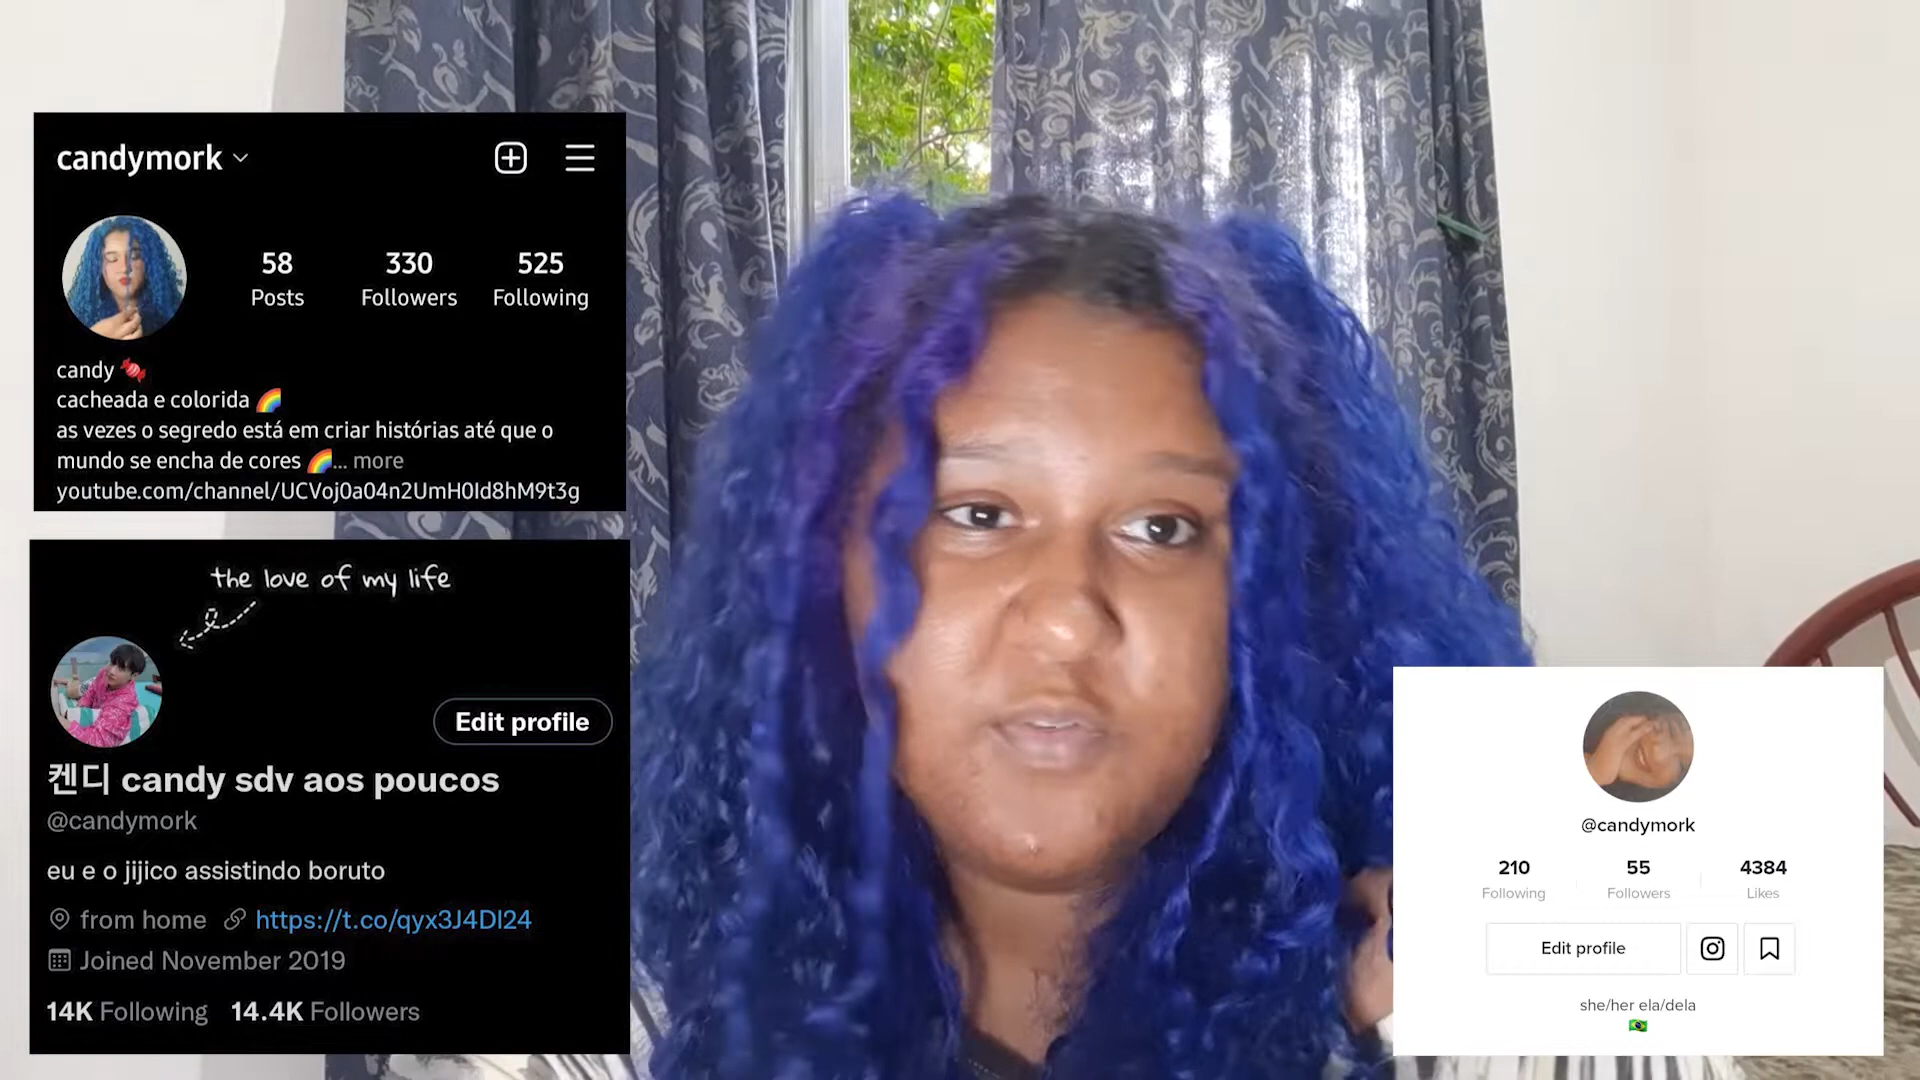 candymork
58 330 525
Posts Followers Following
candy 🍬
cacheada e colorida 🌈
as vezes o segredo está em criar histórias até que o
mundo se encha de cores 🌈... more
youtube.com/channel/UCVoj0a04n2UmH0Id8hM9t3g
the love of my life
Edit profile
켄디 candy sdv aos poucos
@candymork
eu e o jijico assistindo boruto
from home https://t.co/qyx3J4DI24
Joined November 2019
14K Following 14.4K Followers
@candymork
210 55 4384
Following Followers Likes
Edit profile
she/her ela/dela
🇧🇷